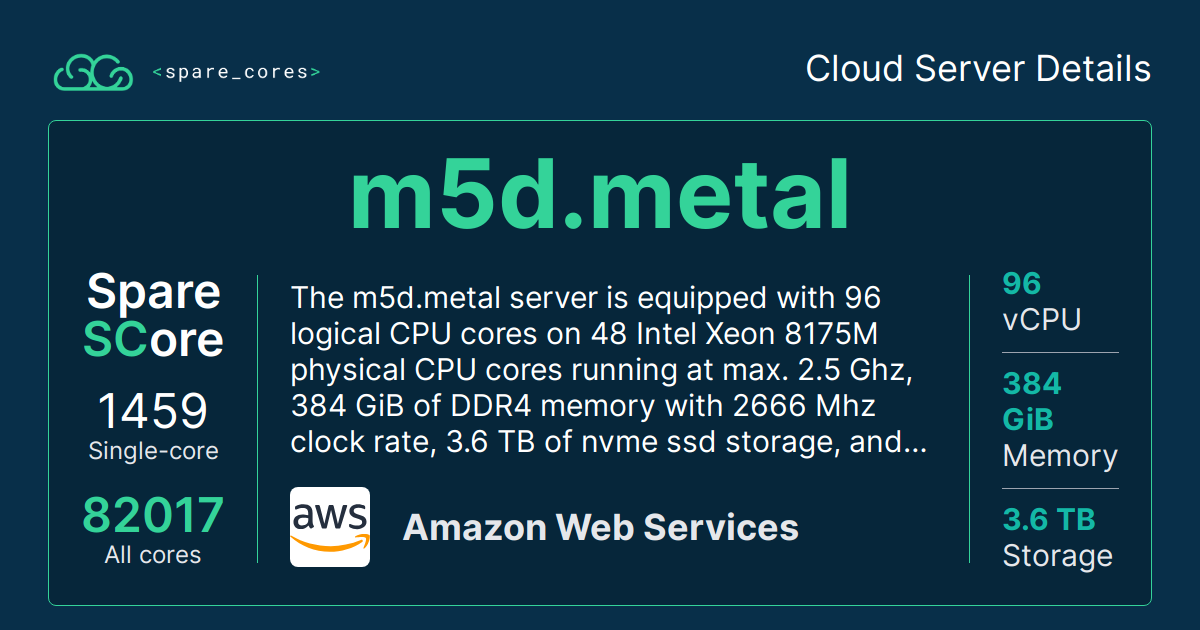 <spare_cores>
Cloud Server Details
m5d.metal
Spare
SCore
1459
Single-core
82017
All cores
The m5d.metal server is equipped with 96
logical CPU cores on 48 Intel Xeon 8175M
physical CPU cores running at max. 2.5 Ghz,
384 GiB of DDR4 memory with 2666 Mhz
clock rate, 3.6 TB of nvme ssd storage, and...
aws
Amazon Web Services
96
vCPU
384
GiB
Memory
3.6 TB
Storage